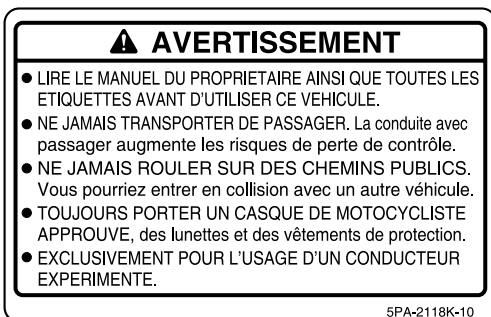 AVERTISSEMENT
● LIRE LE MANUEL DU PROPRIETAIRE AINSI QUE TOUTES LES
ETIQUETTES AVANT D'UTILISER CE VEHICULE.
● NE JAMAIS TRANSPORTER DE PASSAGER. La conduite avec
passager augmente les risques de perte de contrôle.
● NE JAMAIS ROULER SUR DES CHEMINS PUBLICS.
Vous pourriez entrer en collision avec un autre véhicule.
● TOUJOURS PORTER UN CASQUE DE MOTOCYCLISTE
APPROUVE, des lunettes et des vêtements de protection.
● EXCLUSIVEMENT POUR L'USAGE D'UN CONDUCTEUR
EXPERIMENTE.
5PA-2118K-10